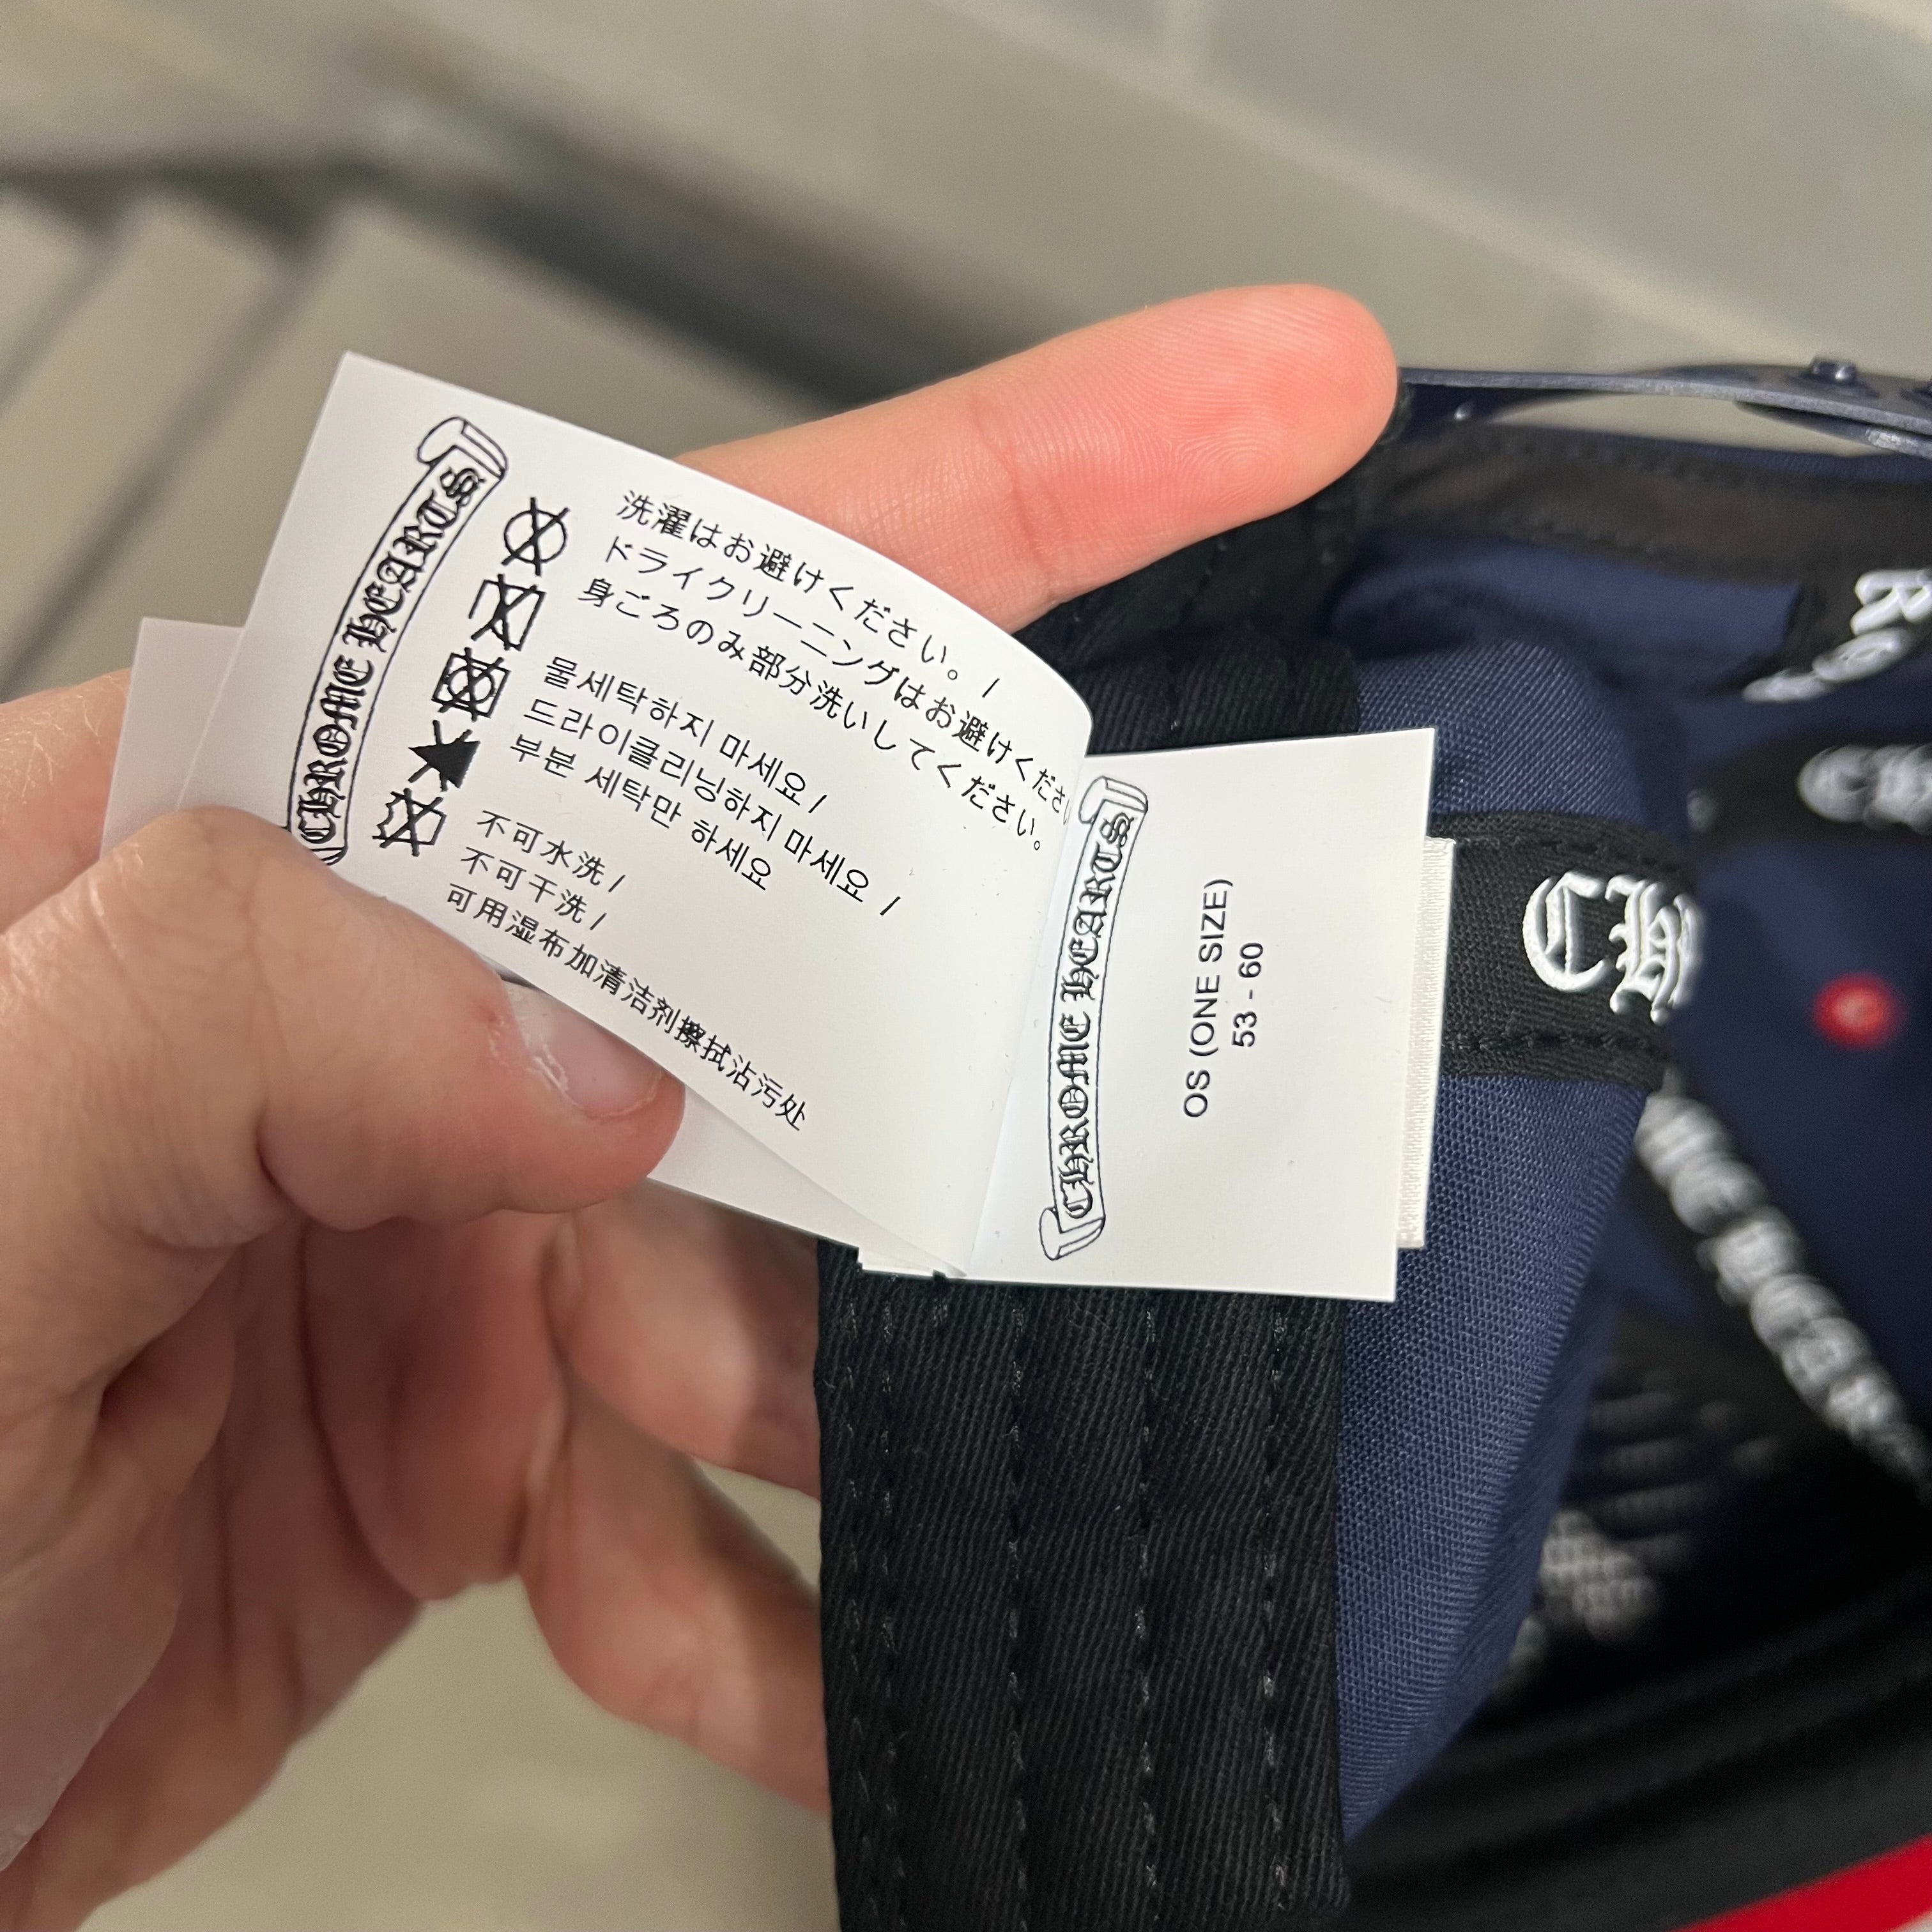 CHROME HEARTS
洗濯はお避けください。/
ドライクリーニングはお避けくださ
身ごろのみ部分洗いしてください。
물세탁하지 마세요 /
드라이클리닝하지 마세요 /
부분 세탁만 하세요
不可水洗 /
不可干洗 /
可用湿布加清洁剂擦拭沾污处
CHROME HEARTS
OS (ONE SIZE)
53 - 60
CH